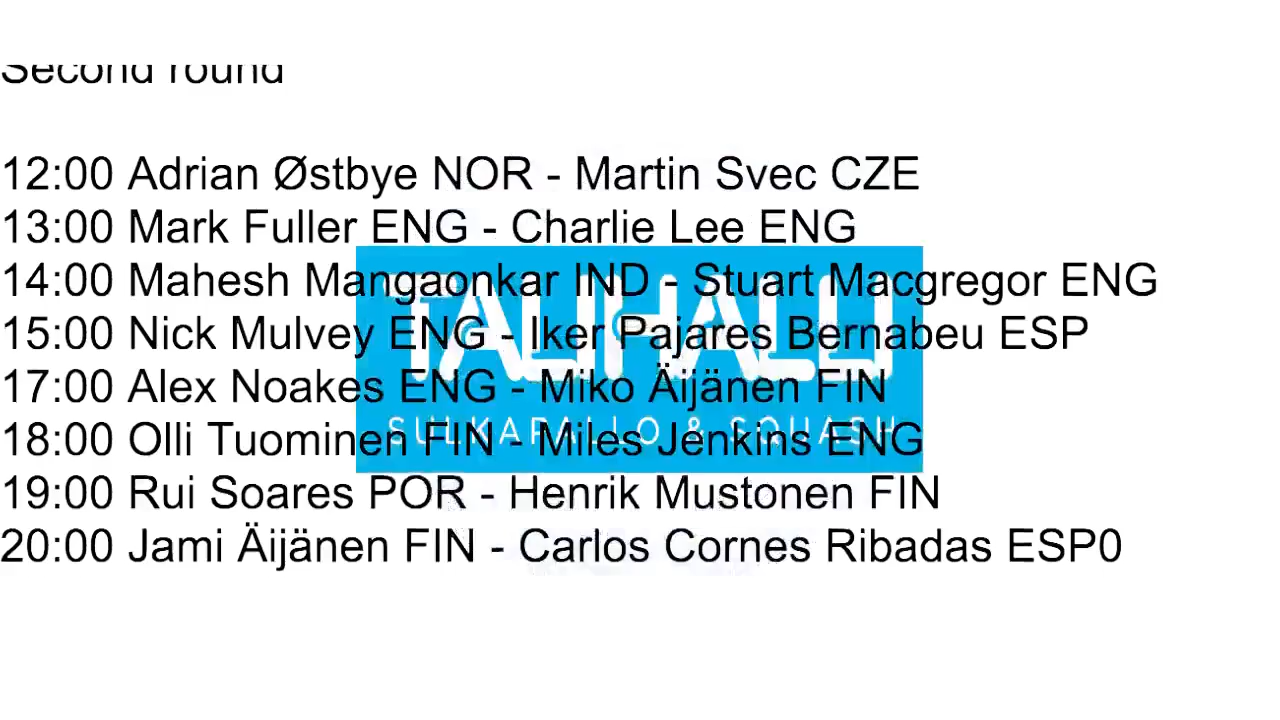 Second round
12:00 Adrian Østbye NOR - Martin Svec CZE
13:00 Mark Fuller ENG - Charlie Lee ENG
14:00 Mahesh Mangaonkar IND - Stuart Macgregor ENG
15:00 Nick Mulvey ENG - Iker Pajares Bernabeu ESP
17:00 Alex Noakes ENG - Miko Äijänen FIN
18:00 Olli Tuominen FIN - Miles Jenkins ENG
19:00 Rui Soares POR - Henrik Mustonen FIN
20:00 Jami Äijänen FIN - Carlos Cornes Ribadas ESP0
TALIHALLI
SULKAPALLO & SQUASH